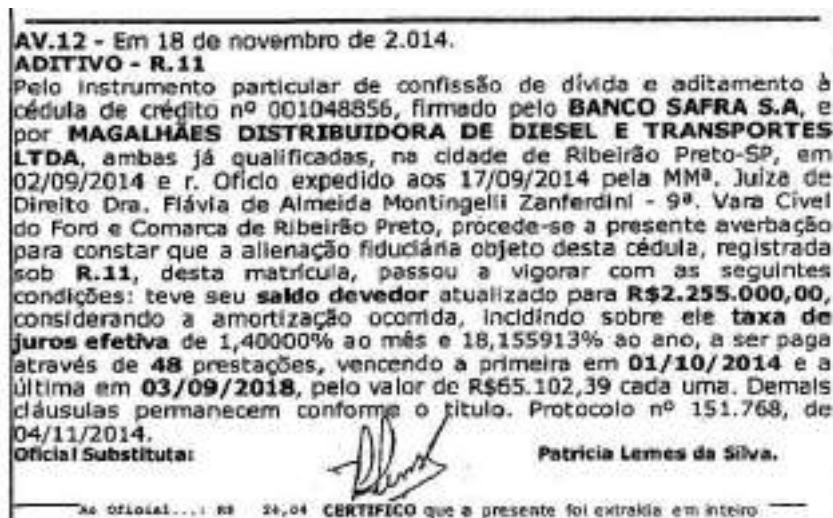 AV.12 - Em 18 de novembro de 2.014.
ADITIVO - R.11
Pelo instrumento particular de confissão de dívida e aditamento à
cédula de crédito nº 001048856, firmado pelo BANCO SAFRA S.A, e
por MAGALHÃES DISTRIBUIDORA DE DIESEL E TRANSPORTES
LTDA, ambas já qualificadas, na cidade de Ribeirão Preto-SP, em
02/09/2014 e r. Oficio expedido aos 17/09/2014 pela MMª. Juiza de
Direito Dra. Flávia de Almeida Montingelli Zanferdini - 9ª. Vara Civel
do Foro e Comarca de Ribeirão Preto, procede-se a presente averbação
para constar que a alienação fiduciária objeto desta cédula, registrada
sob R.11, desta matrícula, passou a vigorar com as seguintes
condições: teve seu saldo devedor atualizado para R$2.255.000,00,
considerando a amortização ocorrida, incidindo sobre ele taxa de
juros efetiva de 1,40000% ao mês e 18,155913% ao ano, a ser paga
através de 48 prestações, vencendo a primeira em 01/10/2014 e a
última em 03/09/2018, pelo valor de R$65.102,39 cada uma. Demais
cláusulas permanecem conforme o título. Protocolo nº 151.768, de
04/11/2014.
Oficial Substituta: Patricia Lemes da Silva.
Ao Oficial...: R$ 24,04 CERTIFICO que a presente foi extraida em inteiro